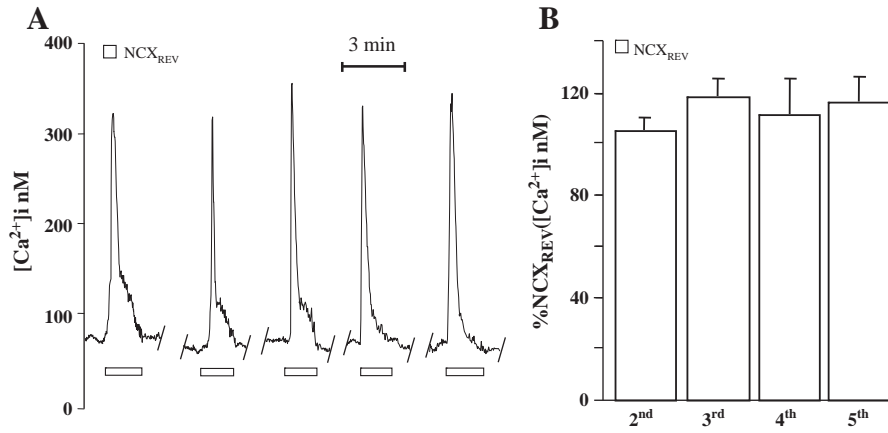 A
[Ca²⁺]i nM
400
300
200
100
0
NCX_REV
3 min
B
%NCX_REV([Ca²⁺]i nM)
120
80
40
0
NCX_REV
2ⁿᵈ
3ʳᵈ
4ᵗʰ
5ᵗʰ